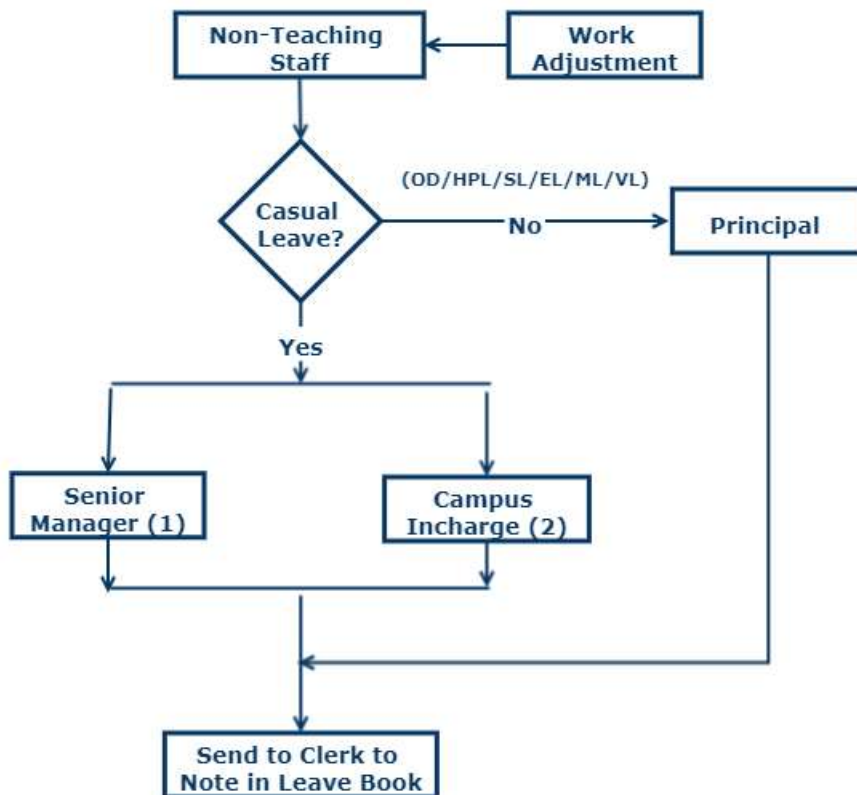 Non-Teaching
Staff
Work
Adjustment
(OD/HPL/SL/EL/ML/VL)
Casual
Leave?
No
Principal
Yes
Senior
Manager (1)
Campus
Incharge (2)
Send to Clerk to
Note in Leave Book